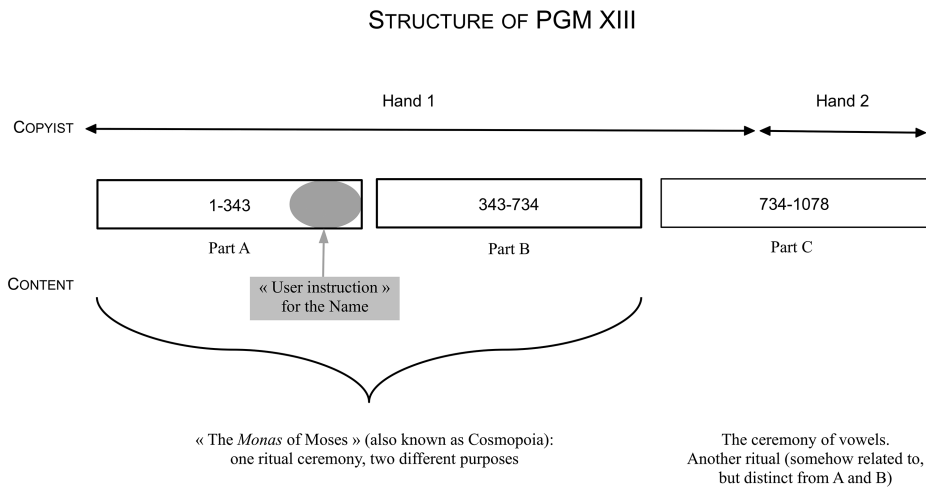 STRUCTURE OF PGM XIII
Hand 1
Hand 2
COPYIST
1-343
343-734
734-1078
Part A
Part B
Part C
CONTENT
« User instruction »
for the Name
« The Monas of Moses » (also known as Cosmopoia):
one ritual ceremony, two different purposes
The ceremony of vowels.
Another ritual (somehow related to,
but distinct from A and B)